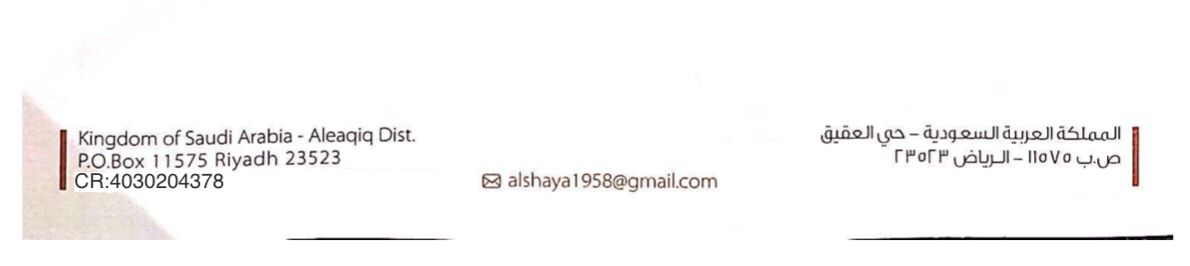 Kingdom of Saudi Arabia - Aleaqiq Dist.
P.O.Box 11575 Riyadh 23523
CR:4030204378
alshaya1958@gmail.com
المملكة العربية السعودية – حي العقيق
ص.ب ١١٥٧٥ – الرياض ٢٣٥٢٣